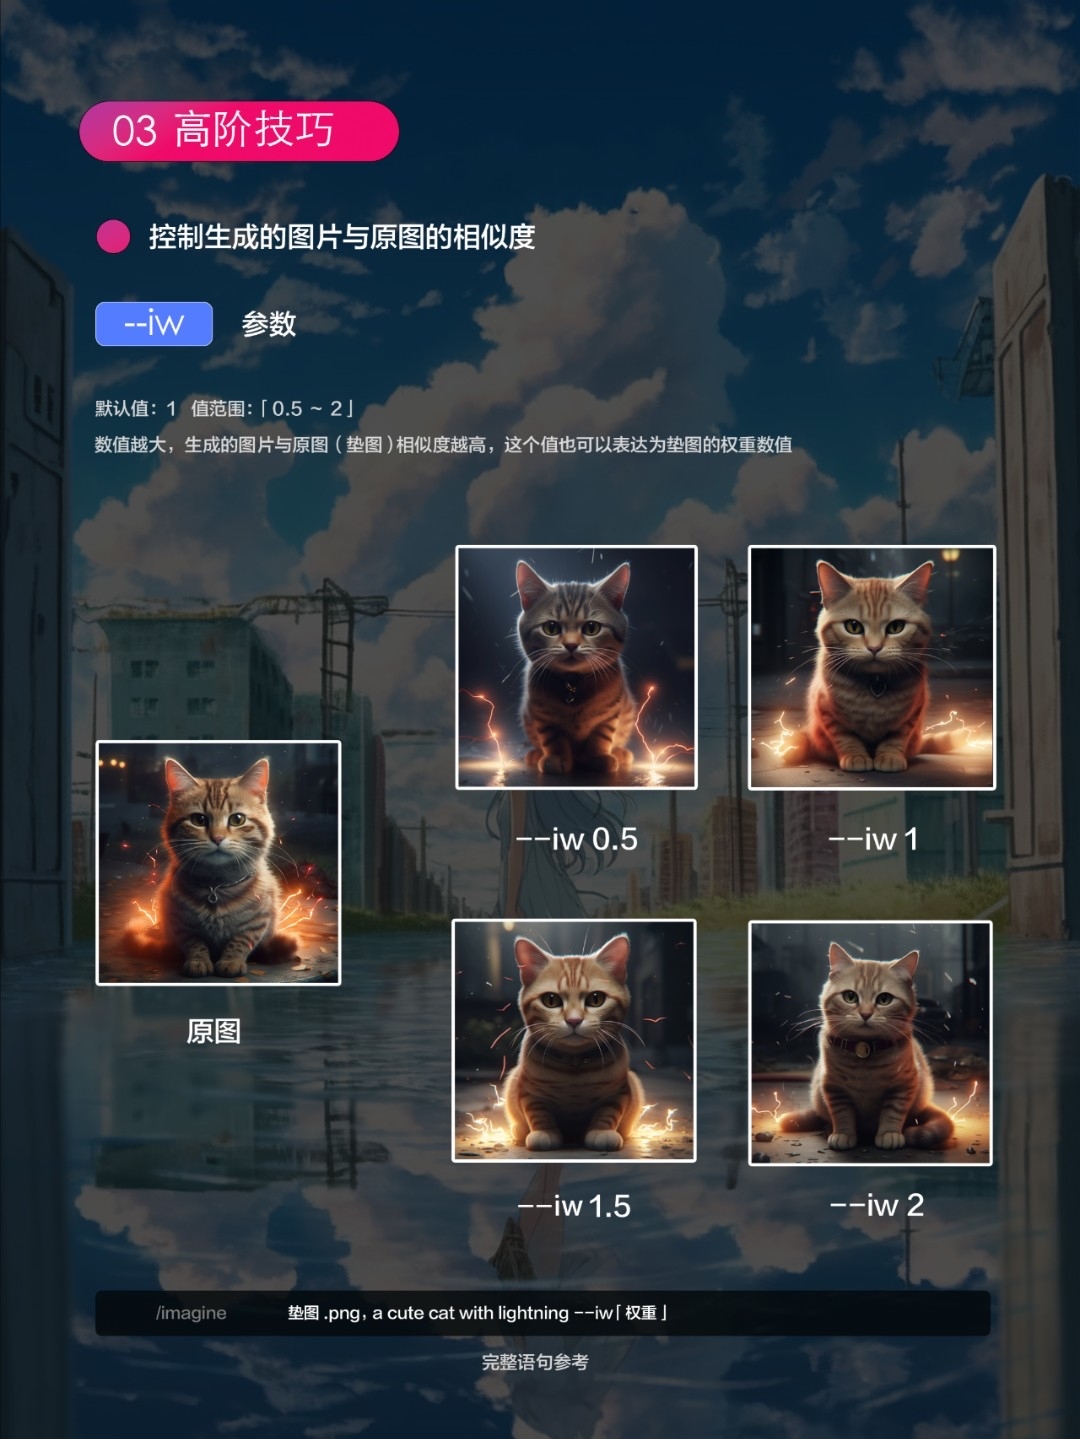 03 高阶技巧
控制生成的图片与原图的相似度
--iw 参数
默认值：1 值范围：「 0.5 ~ 2」
数值越大，生成的图片与原图（垫图）相似度越高，这个值也可以表达为垫图的权重数值
--iw 0.5
--iw 1
原图
--iw 1.5
--iw 2
/imagine 垫图 .png, a cute cat with lightning --iw「 权重 」
完整语句参考